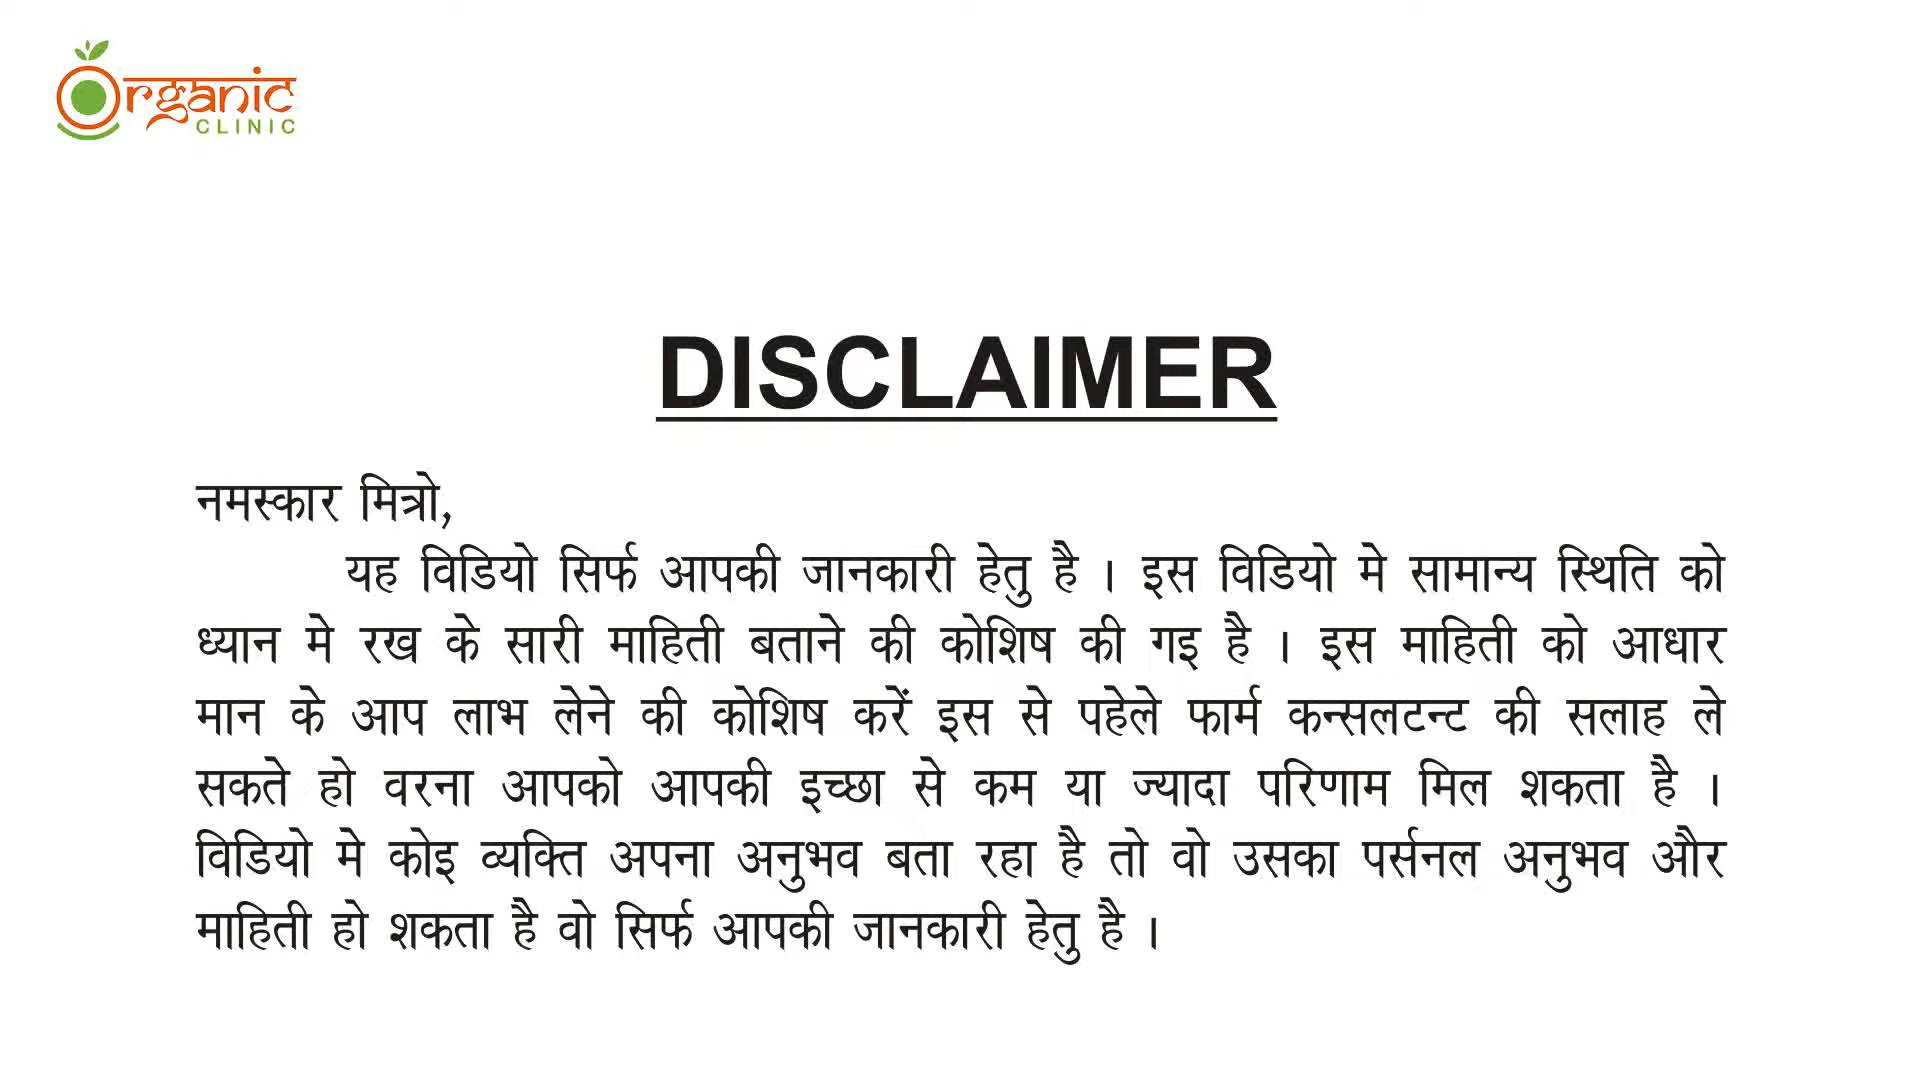 Organic
CLINIC
DISCLAIMER
नमस्कार मित्रो,
यह विडियो सिर्फ आपकी जानकारी हेतु है । इस विडियो मे सामान्य स्थिति को
ध्यान मे रख के सारी माहिती बताने की कोशिष की गइ है । इस माहिती को आधार
मान के आप लाभ लेने की कोशिष करें इस से पहेले फार्म कन्सलटन्ट की सलाह ले
सकते हो वरना आपको आपकी इच्छा से कम या ज्यादा परिणाम मिल शकता है ।
विडियो मे कोइ व्यक्ति अपना अनुभव बता रहा है तो वो उसका पर्सनल अनुभव और
माहिती हो शकता है वो सिर्फ आपकी जानकारी हेतु है ।